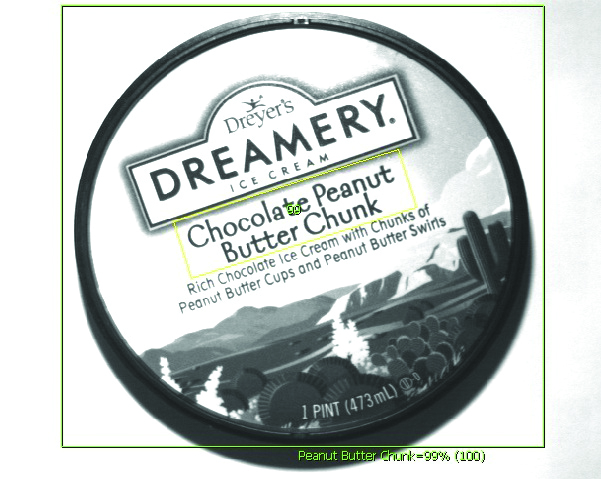 Dreyer's
DREAMERY.
ICE CREAM
Chocolate Peanut
Butter Chunk
Rich Chocolate Ice Cream with Chunks of
Peanut Butter Cups and Peanut Butter Swirls
1 PINT (473mL)
Peanut Butter Chunk=99% (100)